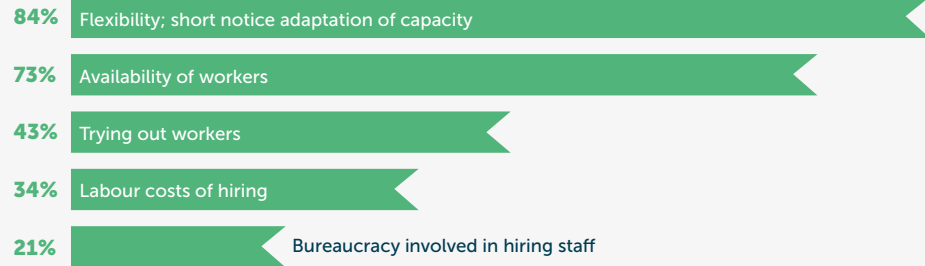 84% Flexibility; short notice adaptation of capacity
73% Availability of workers
43% Trying out workers
34% Labour costs of hiring
21% Bureaucracy involved in hiring staff